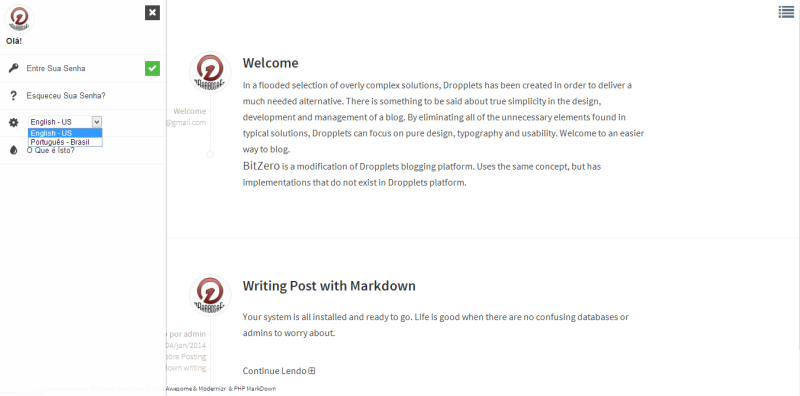 Olá!
Entre Sua Senha
Esqueceu Sua Senha?
English - US
English - US
Português - Brasil
O Que é Isto?
Welcome
In a flooded selection of overly complex solutions, Dropplets has been created in order to deliver a
much needed alternative. There is something to be said about true simplicity in the design,
development and management of a blog. By eliminating all of the unnecessary elements found in
typical solutions, Dropplets can focus on pure design, typography and usability. Welcome to an easier
way to blog.
BitZero is a modification of Dropplets blogging platform. Uses the same concept, but has
implementations that do not exist in Dropplets platform.
Welcome
@gmail.com
Writing Post with Markdown
Your system is all installed and ready to go. Life is good when there are no confusing databases or
admins to worry about.
Continue Lendo
por admin
04/jan/2014
Posting
writing
Awesome & Modernizr & PHP MarkDown